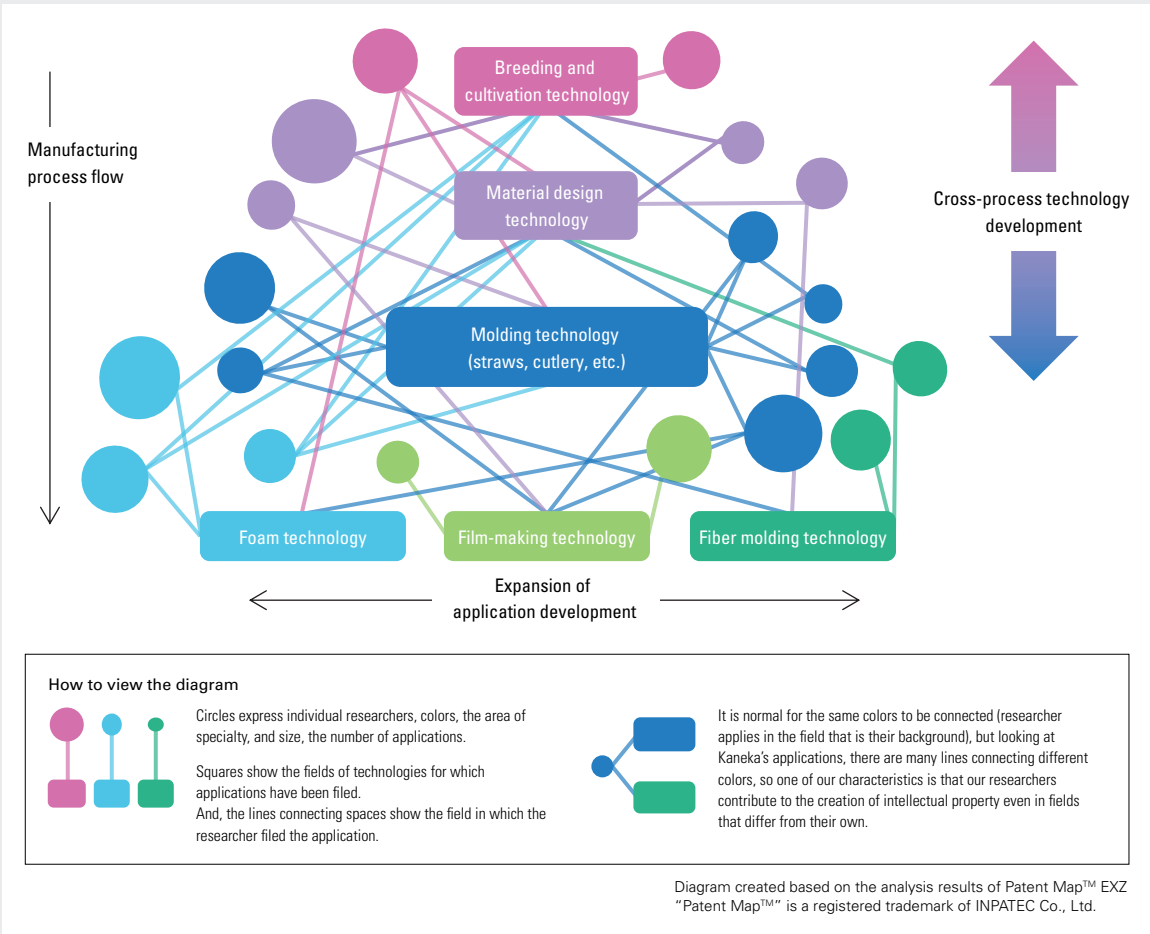 Breeding and
cultivation technology
Manufacturing
process flow
Material design
technology
Cross-process technology
development
Molding technology
(straws, cutlery, etc.)
Foam technology
Film-making technology
Fiber molding technology
Expansion of
application development
How to view the diagram
Circles express individual researchers, colors, the area of
specialty, and size, the number of applications.
Squares show the fields of technologies for which
applications have been filed.
And, the lines connecting spaces show the field in which the
researcher filed the application.
It is normal for the same colors to be connected (researcher
applies in the field that is their background), but looking at
Kaneka's applications, there are many lines connecting different
colors, so one of our characteristics is that our researchers
contribute to the creation of intellectual property even in fields
that differ from their own.
Diagram created based on the analysis results of Patent Map™ EXZ
“Patent Map™” is a registered trademark of INPATEC Co., Ltd.